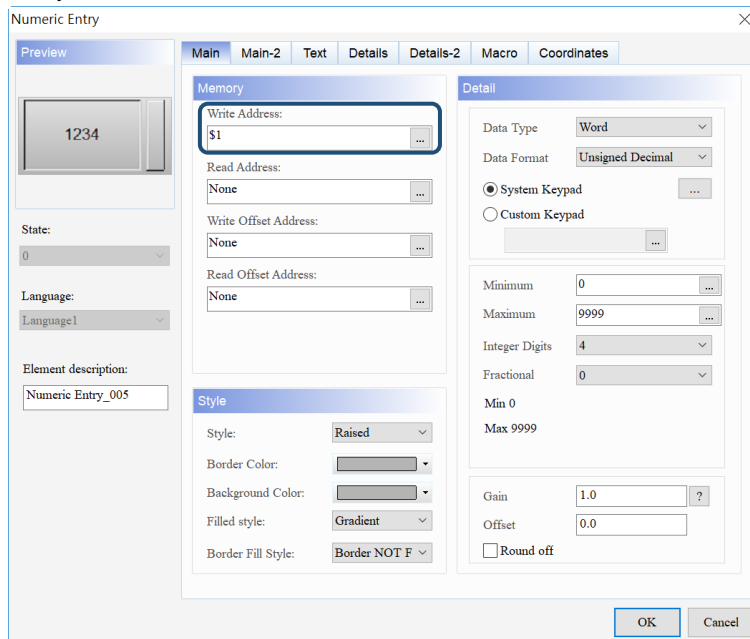 Numeric Entry
Preview
1234
State:
0
Language:
Language1
Element description:
Numeric Entry_005
Main Main-2 Text Details Details-2 Macro Coordinates
Memory
Write Address:
$1
...
Read Address:
None
...
Write Offset Address:
None
...
Read Offset Address:
None
...
Style
Style: Raised
Border Color:
Background Color:
Filled style: Gradient
Border Fill Style: Border NOT F
Detail
Data Type Word
Data Format Unsigned Decimal
System Keypad ...
Custom Keypad
...
Minimum 0 ...
Maximum 9999 ...
Integer Digits 4
Fractional 0
Min 0
Max 9999
Gain 1.0 ?
Offset 0.0
Round off
OK Cancel